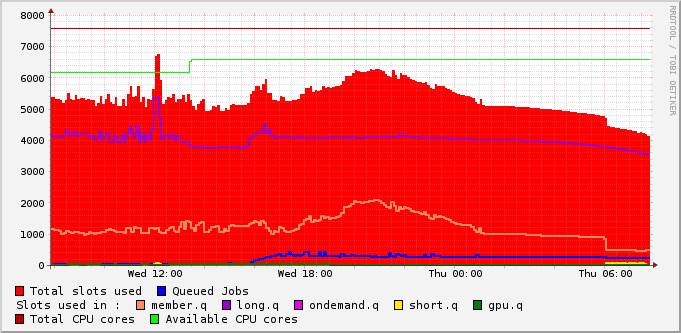 8000
7000
6000
5000
4000
3000
2000
1000
0
RRDTOOL / TOBI OETIKER
Wed 12:00 Wed 18:00 Thu 00:00 Thu 06:00
Total slots used Queued Jobs
Slots used in : member.q long.q ondemand.q short.q gpu.q
Total CPU cores Available CPU cores